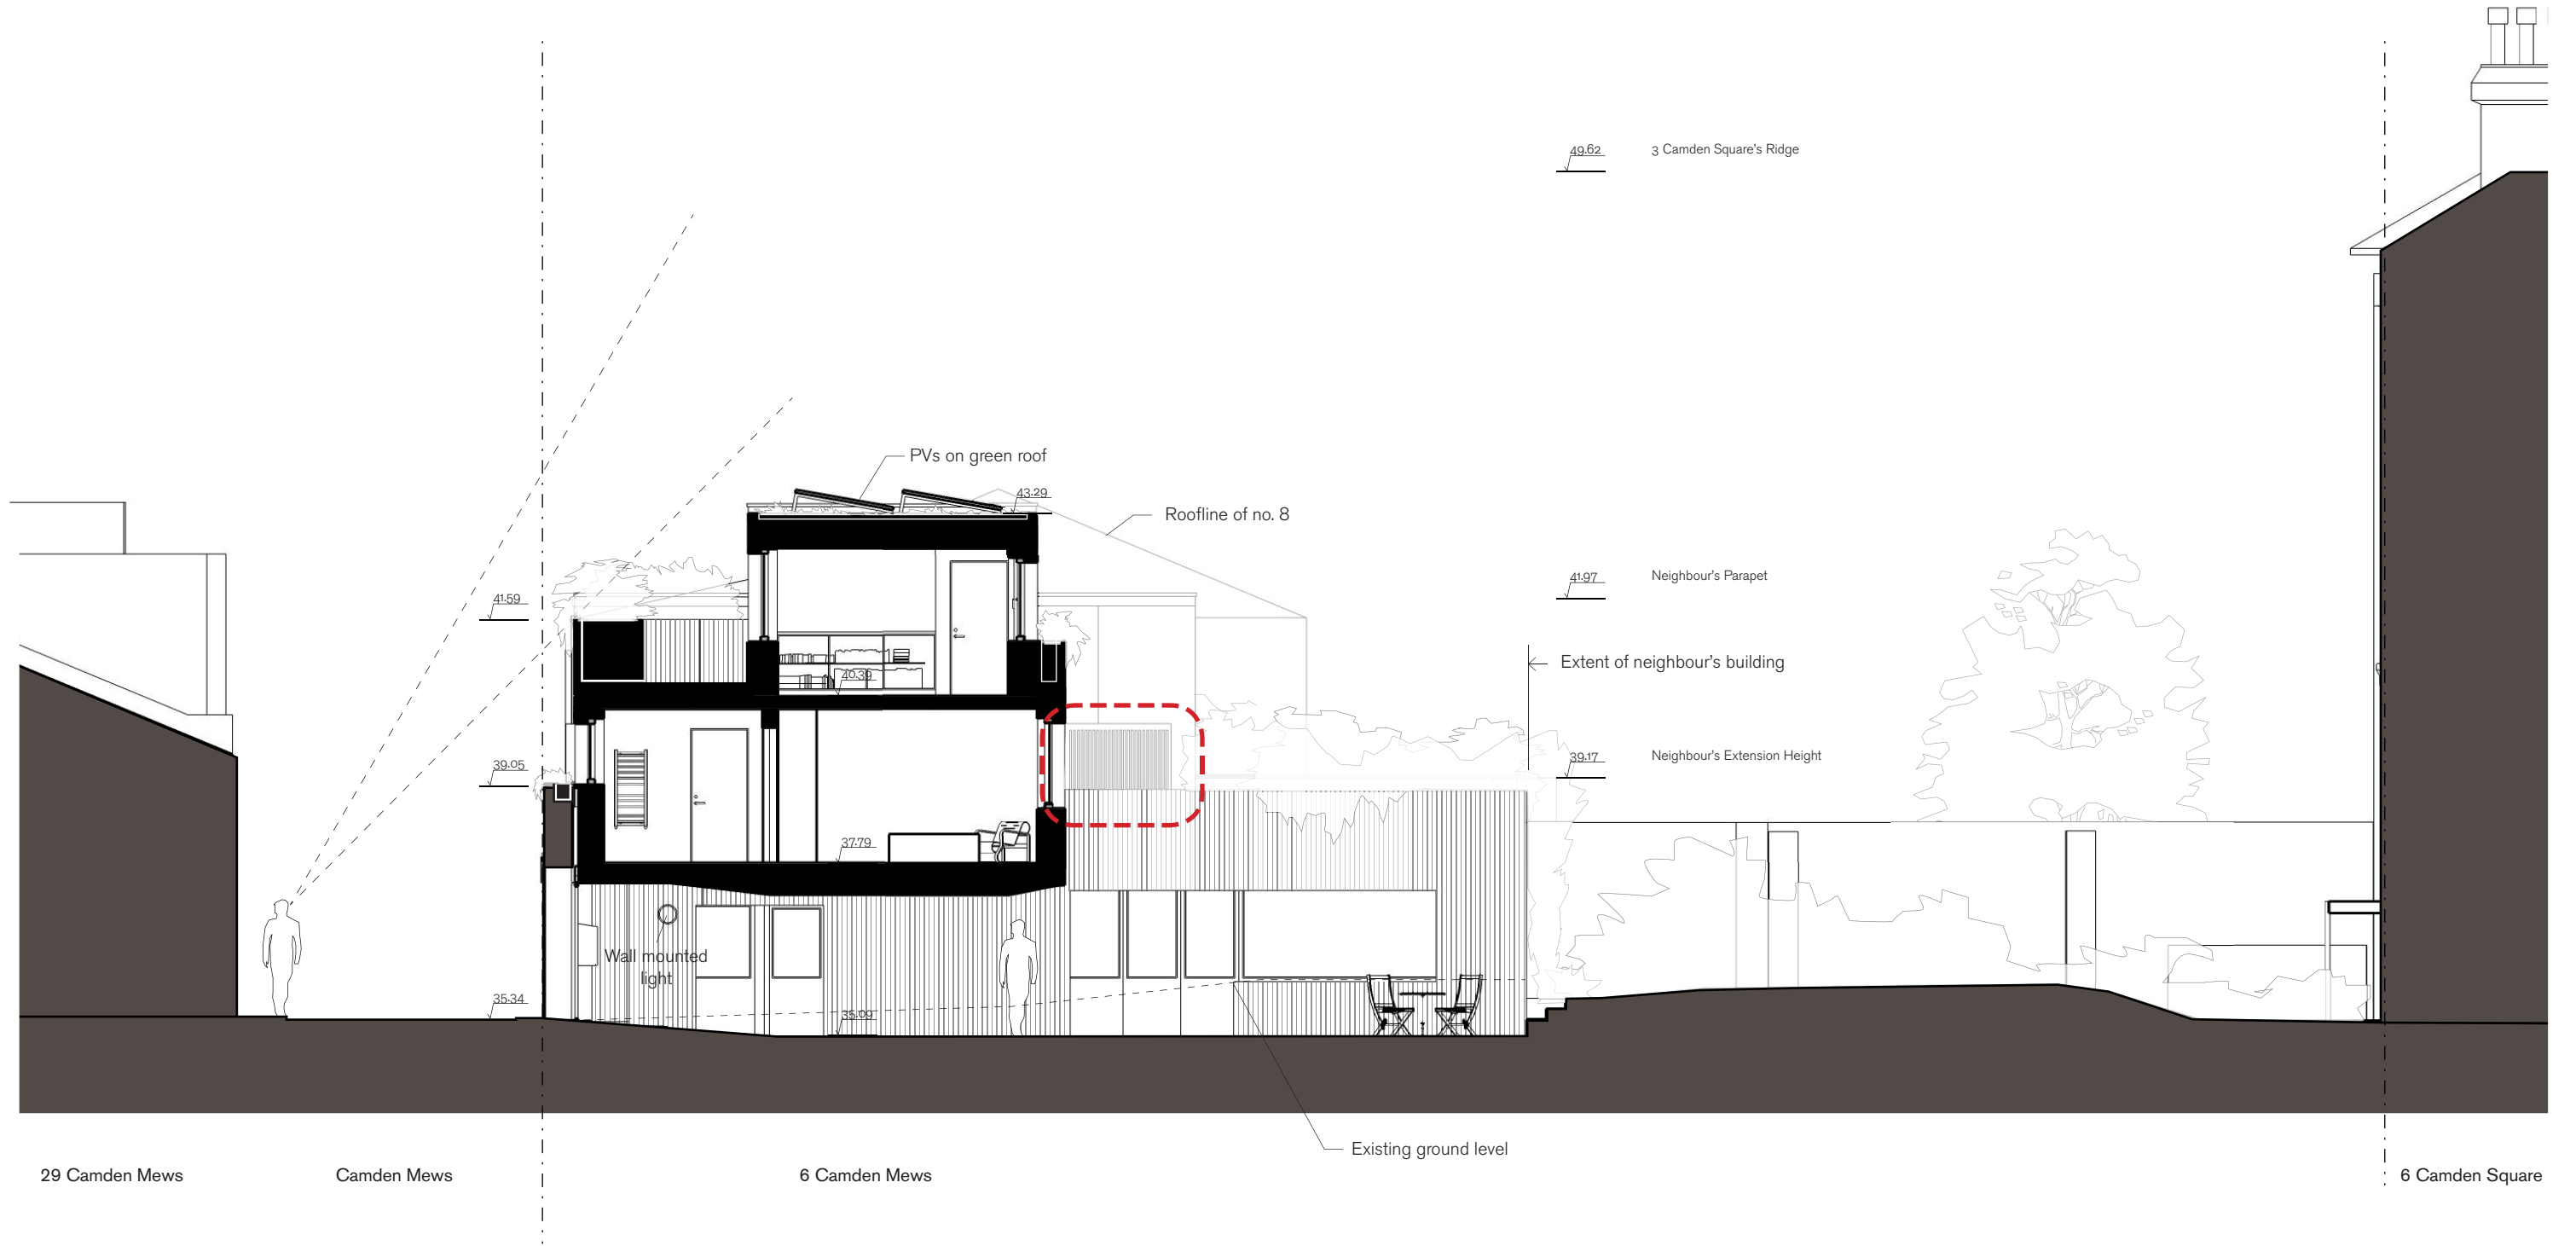 49.62
3 Camden Square's Ridge
PVs on green roof
43.29
Roofline of no. 8
41.97
Neighbour's Parapet
41.59
Extent of neighbour's building
40.39
39.17
Neighbour's Extension Height
39.05
37.79
Wall mounted
light
35.34
35.09
Existing ground level
29 Camden Mews
Camden Mews
6 Camden Mews
6 Camden Square